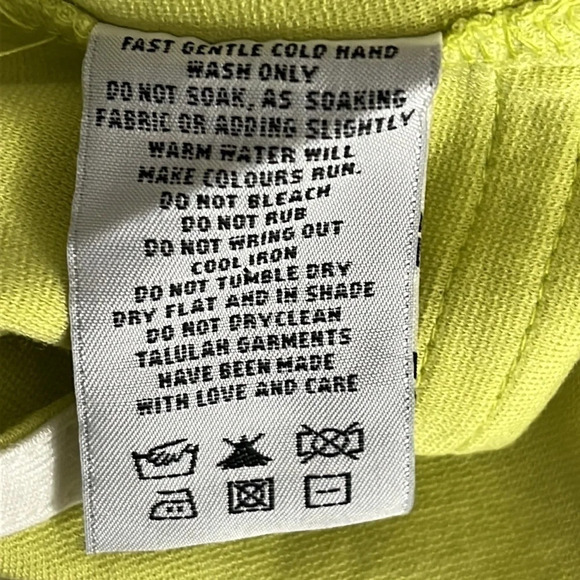 FAST GENTLE COLD HAND
WASH ONLY
DO NOT SOAK, AS SOAKING
FABRIC OR ADDING SLIGHTLY
WARM WATER WILL
MAKE COLOURS RUN.
DO NOT BLEACH
DO NOT RUB
DO NOT WRING OUT
COOL IRON
DO NOT TUMBLE DRY
DRY FLAT AND IN SHADE
DO NOT DRYCLEAN
TALULAH GARMENTS
HAVE BEEN MADE
WITH LOVE AND CARE